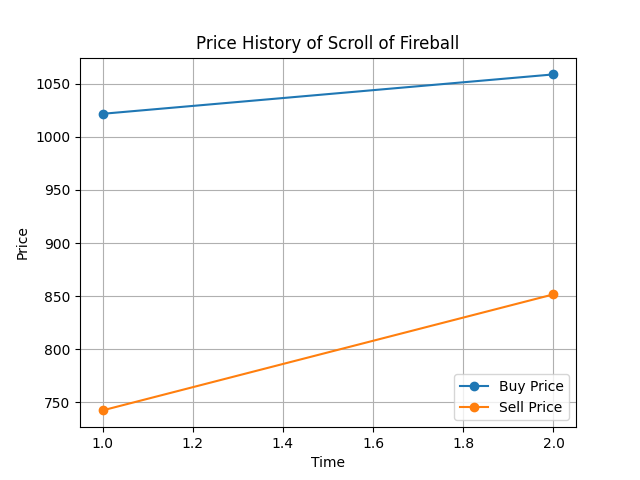 Price History of Scroll of Fireball
Price
1050
1000
950
900
850
800
750
1.0 1.2 1.4 1.6 1.8 2.0
Time
Buy Price
Sell Price